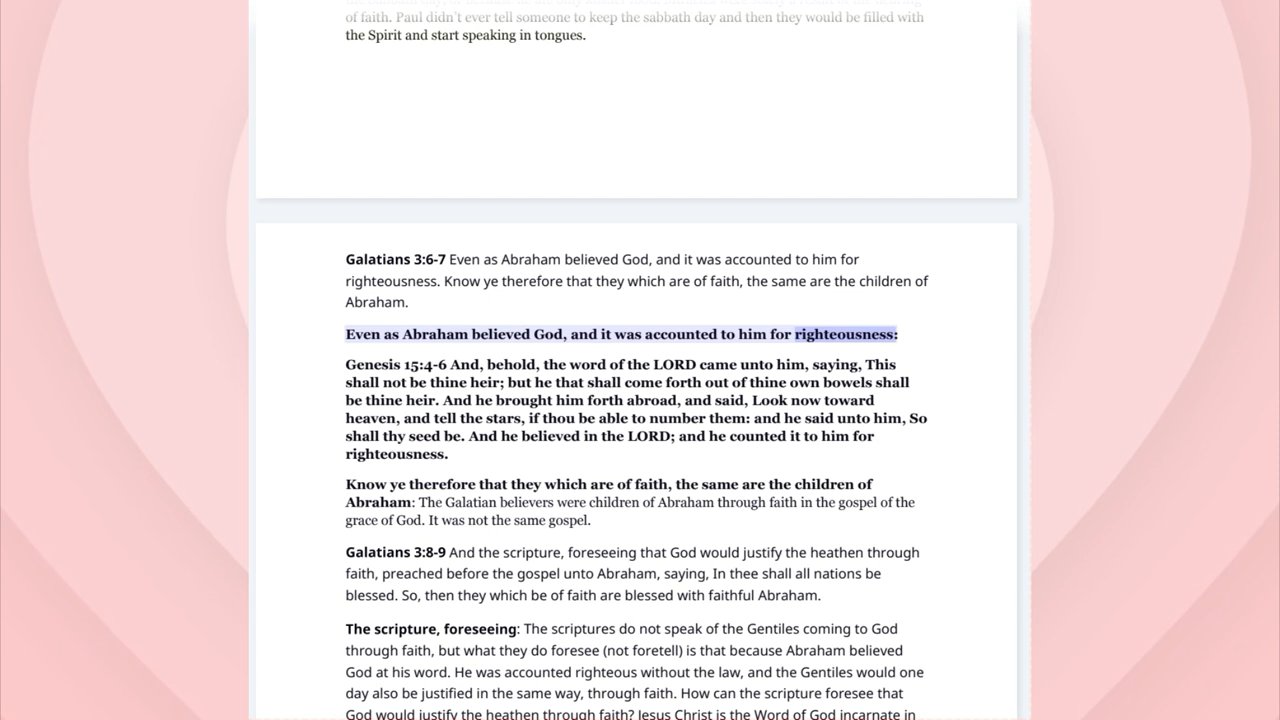 of faith. Paul didn’t ever tell someone to keep the sabbath day and then they would be filled with
the Spirit and start speaking in tongues.
Galatians 3:6-7 Even as Abraham believed God, and it was accounted to him for
righteousness. Know ye therefore that they which are of faith, the same are the children of
Abraham.
Even as Abraham believed God, and it was accounted to him for righteousness:
Genesis 15:4-6 And, behold, the word of the LORD came unto him, saying, This
shall not be thine heir; but he that shall come forth out of thine own bowels shall
be thine heir. And he brought him forth abroad, and said, Look now toward
heaven, and tell the stars, if thou be able to number them: and he said unto him, So
shall thy seed be. And he believed in the LORD; and he counted it to him for
righteousness.
Know ye therefore that they which are of faith, the same are the children of
Abraham: The Galatian believers were children of Abraham through faith in the gospel of the
grace of God. It was not the same gospel.
Galatians 3:8-9 And the scripture, foreseeing that God would justify the heathen through
faith, preached before the gospel unto Abraham, saying, In thee shall all nations be
blessed. So, then they which be of faith are blessed with faithful Abraham.
The scripture, foreseeing: The scriptures do not speak of the Gentiles coming to God
through faith, but what they do foresee (not foretell) is that because Abraham believed
God at his word. He was accounted righteous without the law, and the Gentiles would one
day also be justified in the same way, through faith. How can the scripture foresee that
God would justify the heathen through faith? Jesus Christ is the Word of God incarnate in